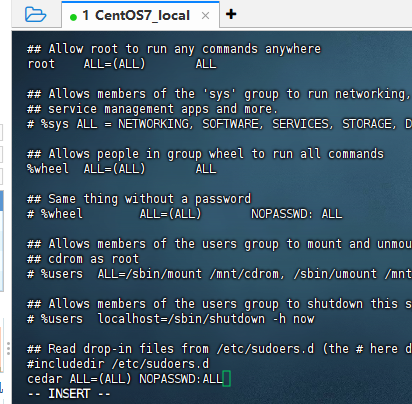 1 CentOS7_local × +
## Allow root to run any commands anywhere
root ALL=(ALL) ALL
## Allows members of the 'sys' group to run networking,
## service management apps and more.
# %sys ALL = NETWORKING, SOFTWARE, SERVICES, STORAGE, D
## Allows people in group wheel to run all commands
%wheel ALL=(ALL) ALL
## Same thing without a password
# %wheel ALL=(ALL) NOPASSWD: ALL
## Allows members of the users group to mount and unmou
## cdrom as root
# %users ALL=/sbin/mount /mnt/cdrom, /sbin/umount /mnt
## Allows members of the users group to shutdown this s
# %users localhost=/sbin/shutdown -h now
## Read drop-in files from /etc/sudoers.d (the # here d
#includedir /etc/sudoers.d
cedar ALL=(ALL) NOPASSWD:ALL
-- INSERT --